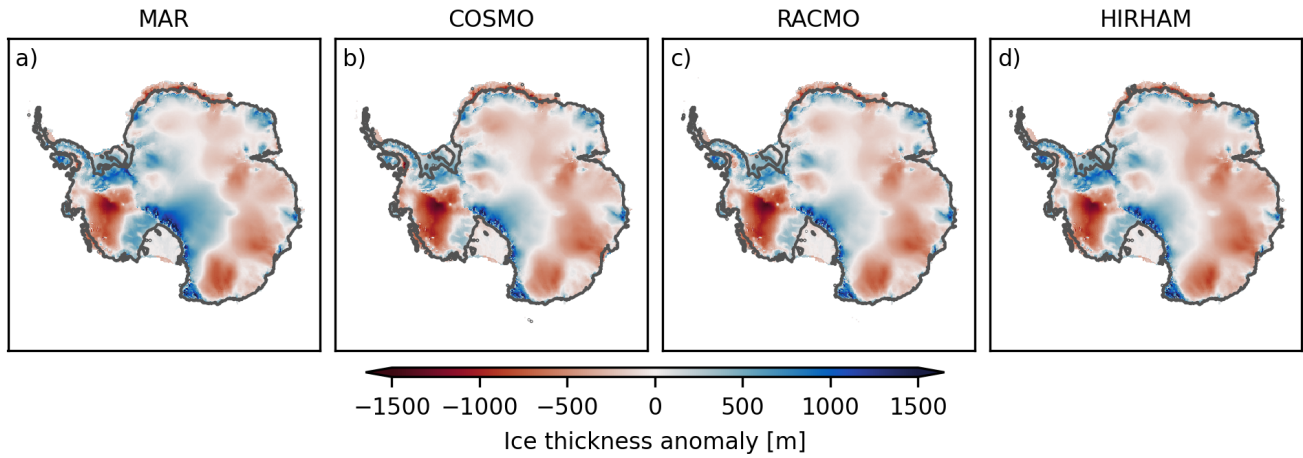 MAR COSMO RACMO HIRHAM
a) b) c) d)
−1500 −1000 −500 0 500 1000 1500
Ice thickness anomaly [m]